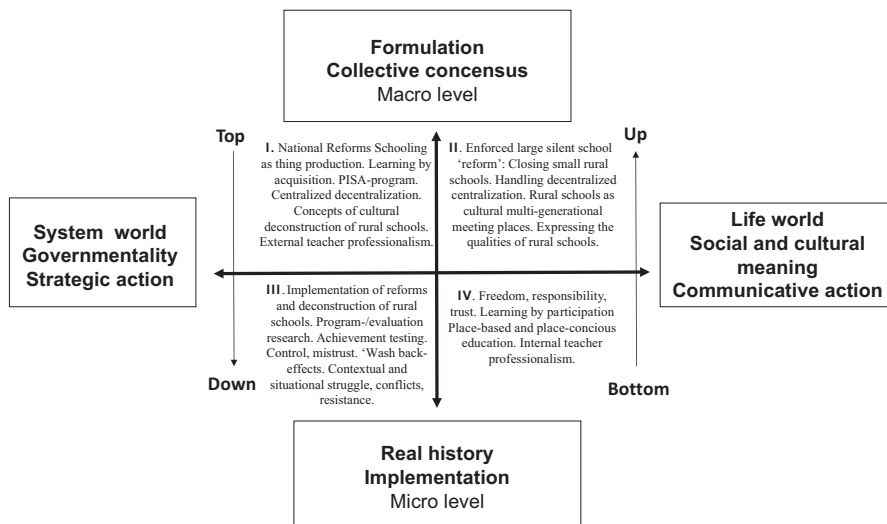 Formulation
Collective concensus
Macro level
Top
Up
I. National Reforms Schooling
as thing production. Learning by
acquisition. PISA-program.
Centralized decentralization.
Concepts of cultural
deconstruction of rural schools.
External teacher professionalism.
II. Enforced large silent school
‘reform’: Closing small rural
schools. Handling decentralized
centralization. Rural schools as
cultural multi-generational
meeting places. Expressing the
qualities of rural schools.
System world
Governmentality
Strategic action
Life world
Social and cultural
meaning
Communicative action
III. Implementation of reforms
and deconstruction of rural
schools. Program-/evaluation
research. Achievement testing.
Control, mistrust. ‘Wash back-
effects. Contextual and
situational struggle, conflicts,
resistance.
IV. Freedom, responsibility,
trust. Learning by participation
Place-based and place-concious
education. Internal teacher
professionalism.
Down
Bottom
Real history
Implementation
Micro level